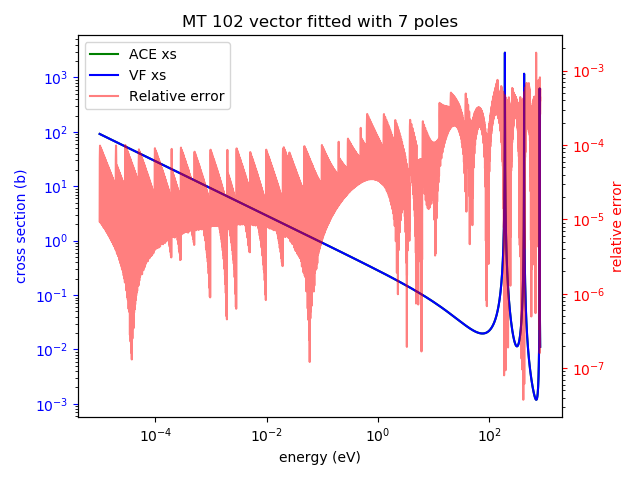 MT 102 vector fitted with 7 poles
ACE xs
VF xs
Relative error
cross section (b)
10³
10²
10¹
10⁰
10⁻¹
10⁻²
10⁻³
10⁻³
10⁻⁴
10⁻⁵
10⁻⁶
10⁻⁷
relative error
10⁻⁴
10⁻²
10⁰
10²
energy (eV)